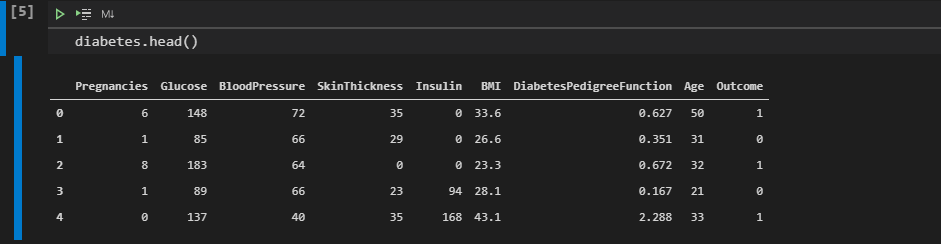 [5]
M↓
diabetes.head()
Pregnancies Glucose BloodPressure SkinThickness Insulin BMI DiabetesPedigreeFunction Age Outcome
0 6 148 72 35 0 33.6 0.627 50 1
1 1 85 66 29 0 26.6 0.351 31 0
2 8 183 64 0 0 23.3 0.672 32 1
3 1 89 66 23 94 28.1 0.167 21 0
4 0 137 40 35 168 43.1 2.288 33 1